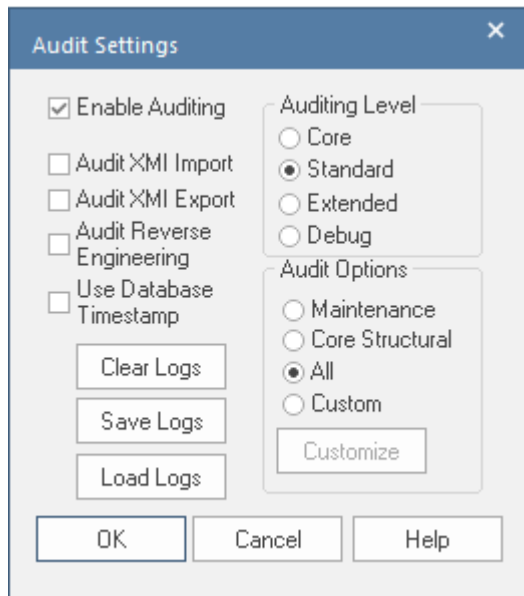 Audit Settings
Enable Auditing
Audit XMI Import
Audit XMI Export
Audit Reverse
Engineering
Use Database
Timestamp
Clear Logs
Save Logs
Load Logs
Auditing Level
Core
Standard
Extended
Debug
Audit Options
Maintenance
Core Structural
All
Custom
Customize
OK
Cancel
Help